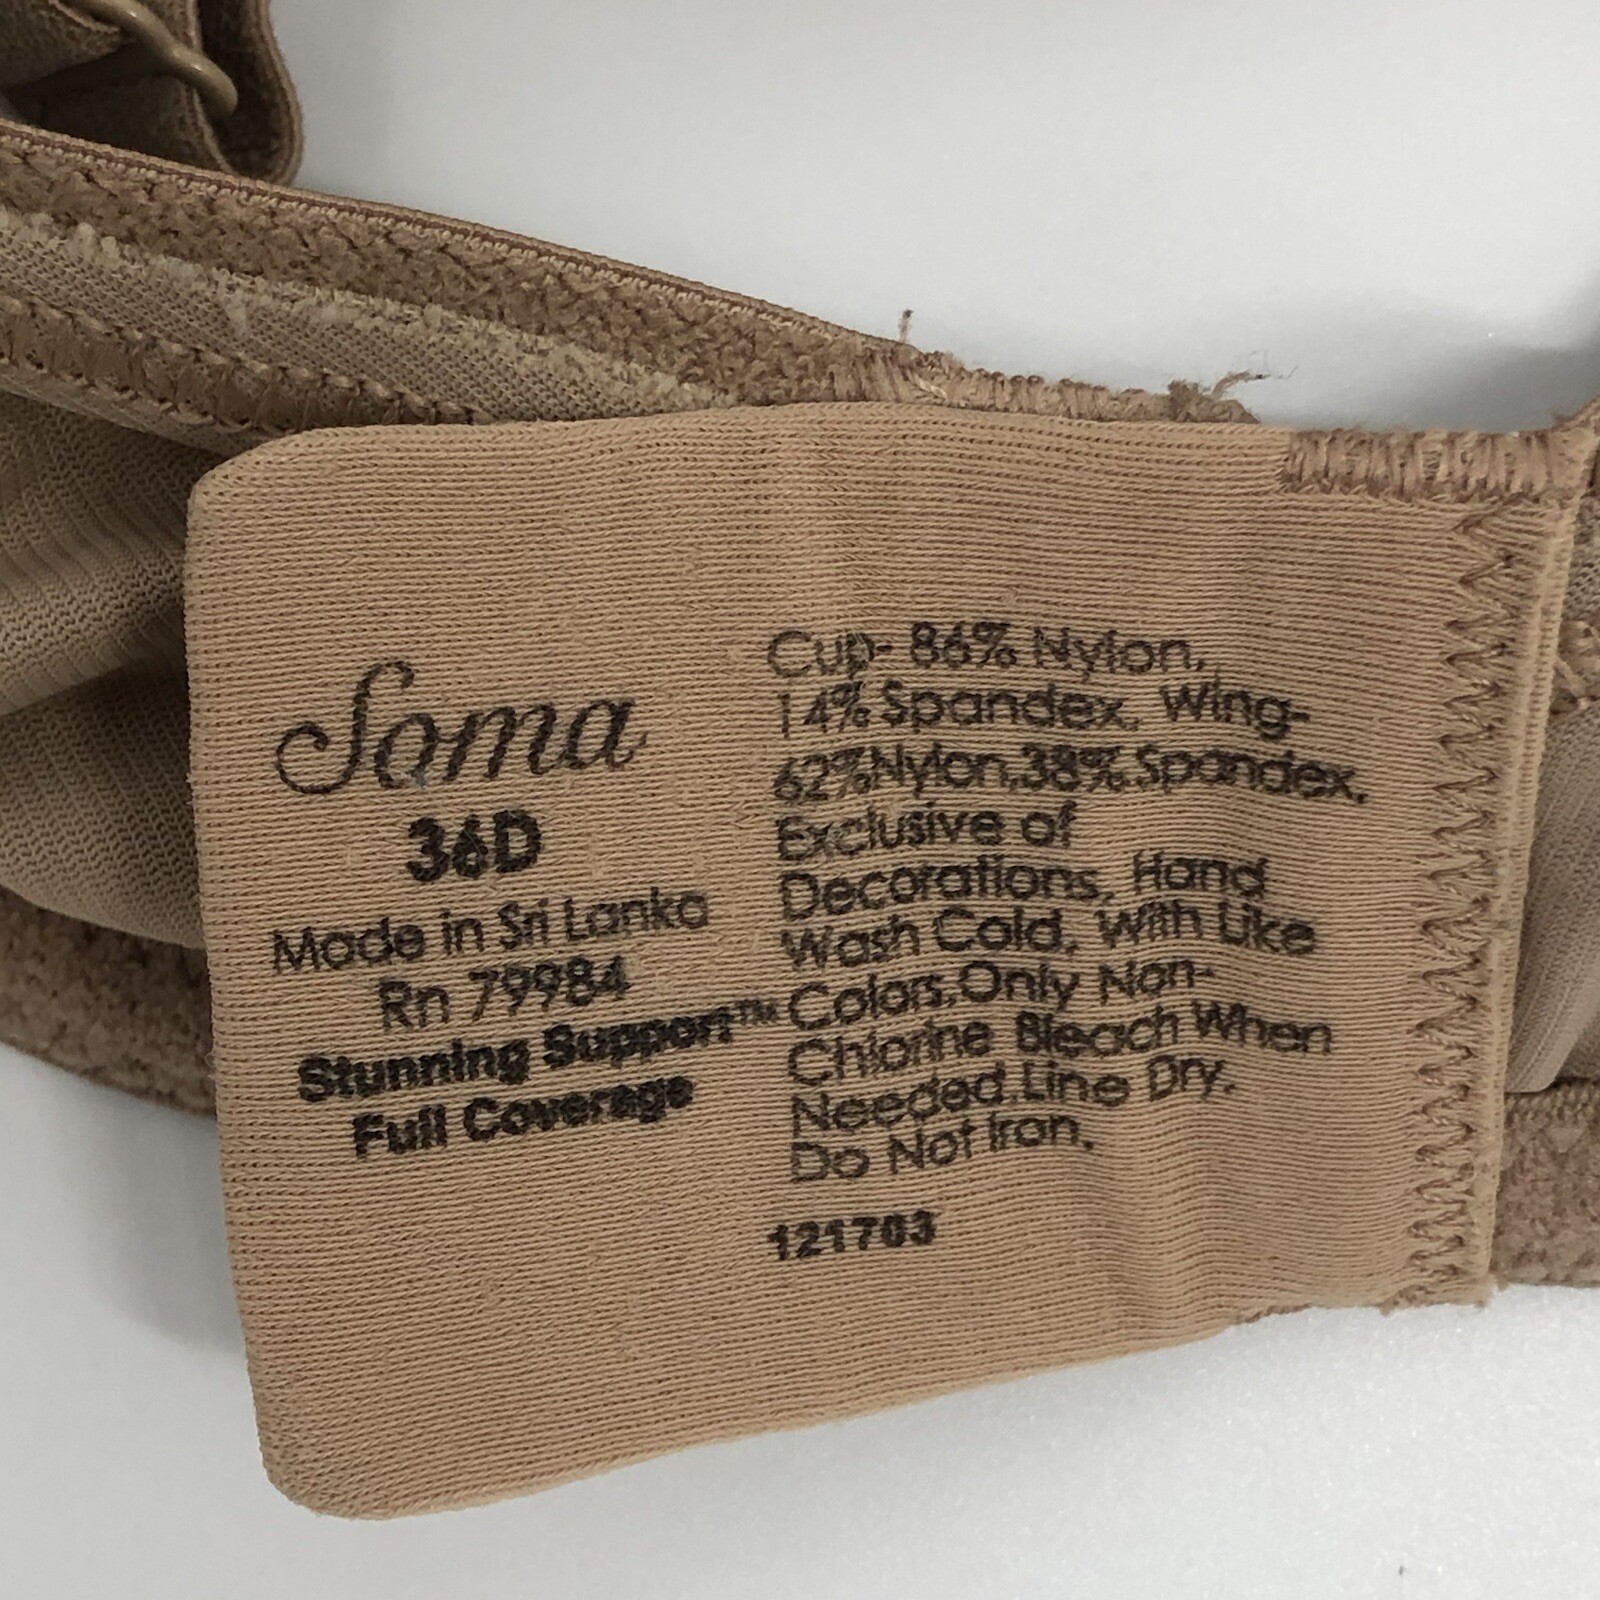 Soma
36D
Made in Sri Lanka
Rn 79984
Stunning Support™
Full Coverage
Cup- 86% Nylon,
14% Spandex, Wing-
62%Nylon,38%Spandex.
Exclusive of
Decorations, Hand
Wash Cold, With Like
Colors,Only Non-
Chlorine Bleach When
Needed,Line Dry,
Do Not Iron.
121703